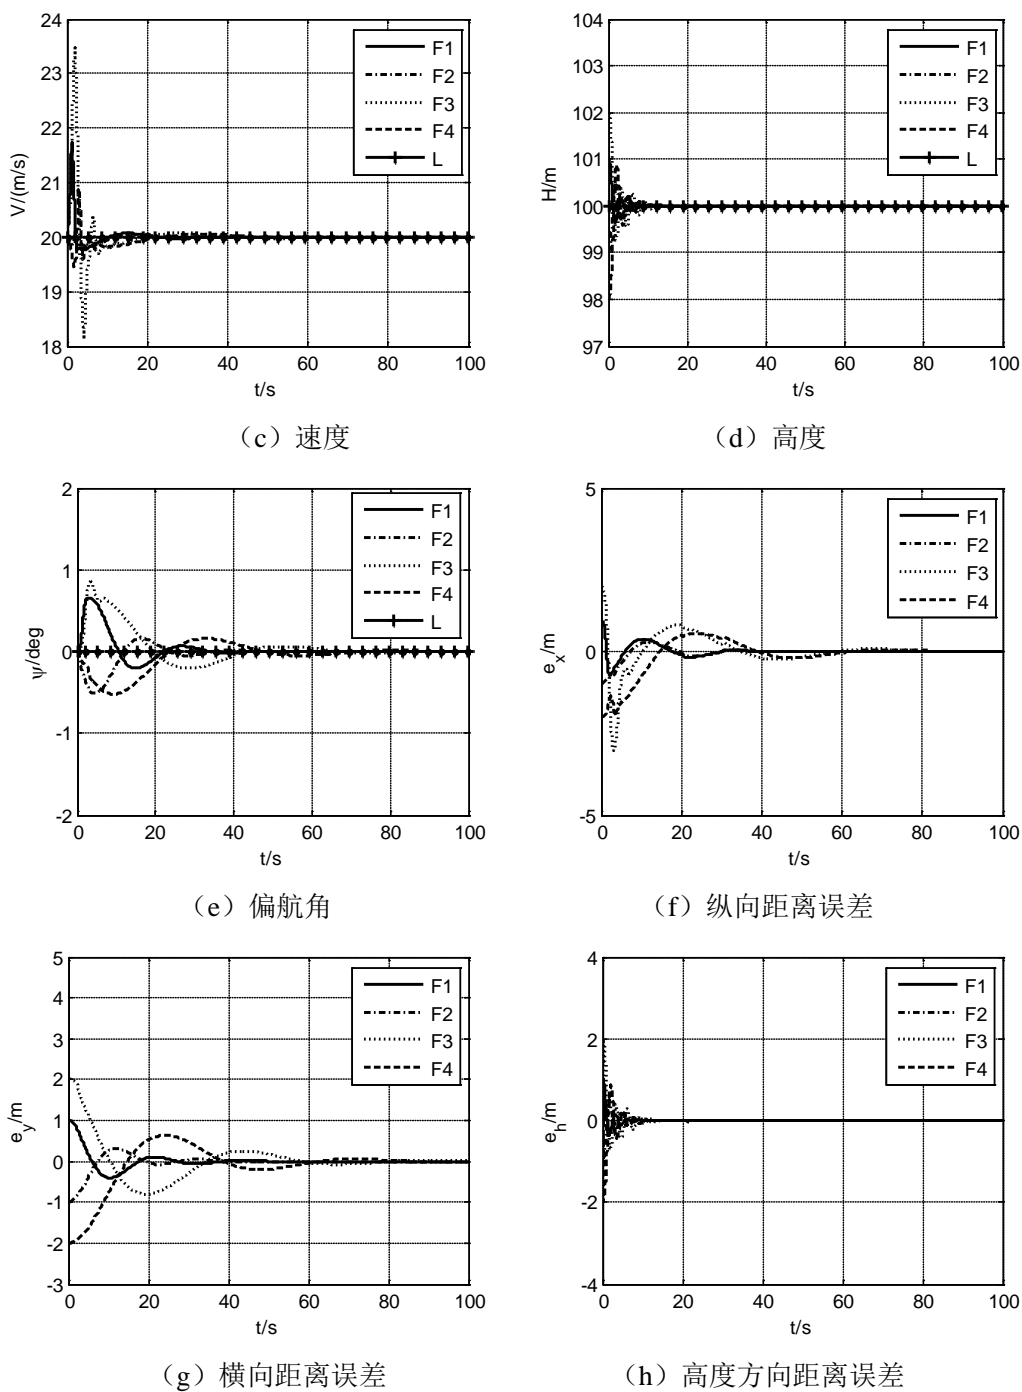 24
23
22
21
20
19
18
V/(m/s)
0 20 40 60 80 100
t/s
F1
F2
F3
F4
L
(c)速度
104
103
102
101
100
99
98
97
H/m
0 20 40 60 80 100
t/s
F1
F2
F3
F4
L
(d)高度
2
1
0
-1
-2
ψ/deg
0 20 40 60 80 100
t/s
F1
F2
F3
F4
L
(e)偏航角
5
0
-5
e_x/m
0 20 40 60 80 100
t/s
F1
F2
F3
F4
(f)纵向距离误差
5
4
3
2
1
0
-1
-2
-3
e_y/m
0 20 40 60 80 100
t/s
F1
F2
F3
F4
(g)横向距离误差
4
2
0
-2
-4
e_h/m
0 20 40 60 80 100
t/s
F1
F2
F3
F4
(h)高度方向距离误差